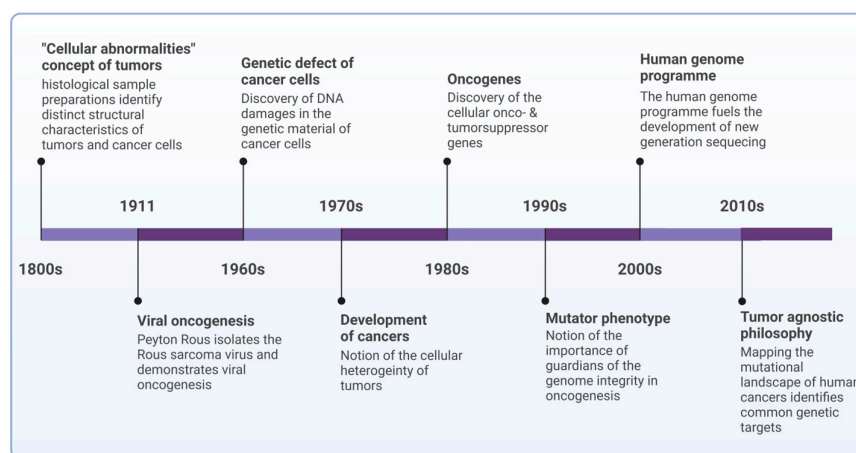 "Cellular abnormalities"
concept of tumors
histological sample
preparations identify
distinct structural
characteristics of
tumors and cancer cells
Genetic defect of
cancer cells
Discovery of DNA
damages in the
genetic material of
cancer cells
Oncogenes
Discovery of the
cellular onco- &
tumorsuppressor
genes
Human genome
programme
The human genome
programme fuels the
development of new
generation sequecing
1911
1970s
1990s
2010s
1800s
1960s
1980s
2000s
Viral oncogenesis
Peyton Rous isolates the
Rous sarcoma virus and
demonstrates viral
oncogenesis
Development
of cancers
Notion of the cellular
heterogeinty of
tumors
Mutator phenotype
Notion of the
importance of
guardians of the
genome integrity in
oncogenesis
Tumor agnostic
philosophy
Mapping the
mutational
landscape of human
cancers identifies
common genetic
targets